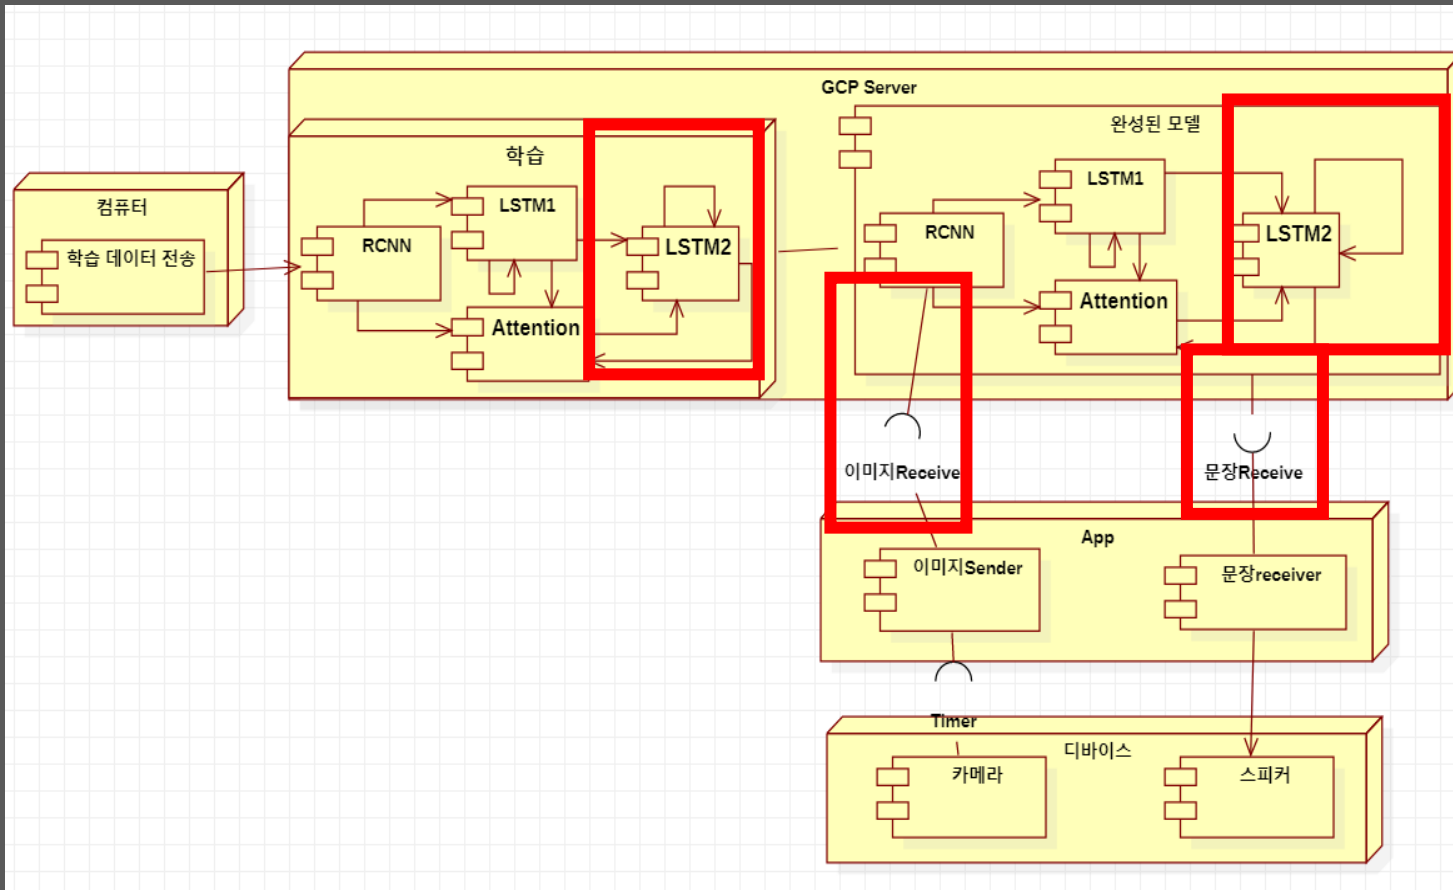 GCP Server
학습
완성된 모델
컴퓨터
학습 데이터 전송
RCNN
LSTM1
Attention
LSTM2
RCNN
LSTM1
Attention
LSTM2
이미지Receive
문장Receive
App
이미지Sender
문장receiver
Timer
디바이스
카메라
스피커